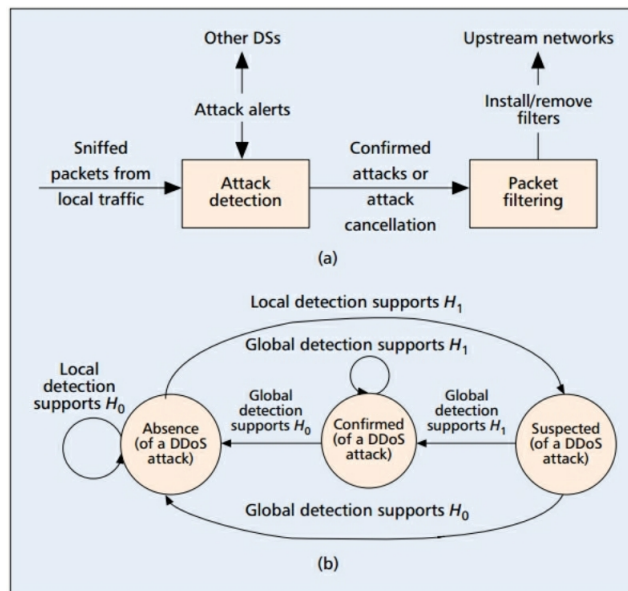 Other DSs
Upstream networks
Attack alerts
Install/remove
filters
Sniffed
packets from
local traffic
Attack
detection
Confirmed
attacks or
attack
cancellation
Packet
filtering
(a)
Local detection supports H₁
Global detection supports H₁
Local
detection
supports H₀
Absence
(of a DDoS
attack)
Global
detection
supports H₀
Confirmed
(of a DDoS
attack)
Global
detection
supports H₁
Suspected
(of a DDoS
attack)
Global detection supports H₀
(b)